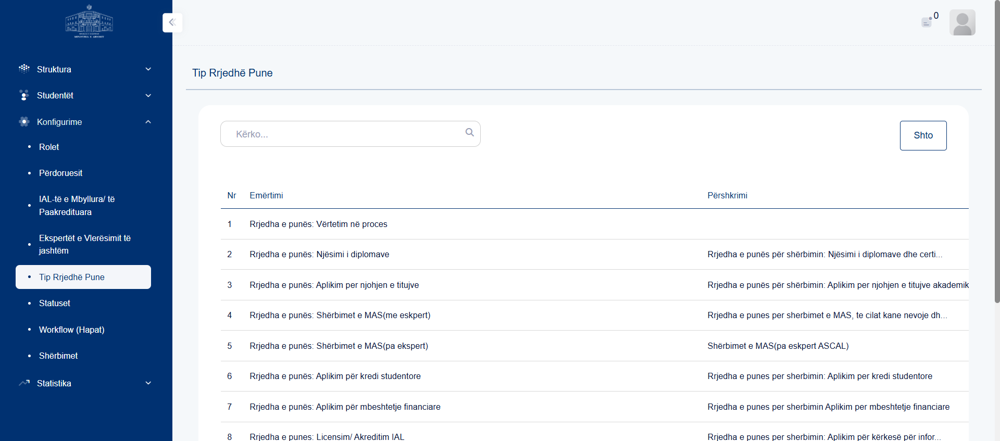 REPUBLIKA E SHQIPËRISË
MINISTRIA E ARSIMIT
0
Struktura
Studentët
Konfigurime
Rolet
Përdoruesit
IAL-të e Mbyllura/ të
Paakredituara
Ekspertët e Vlerësimit të
jashtëm
Tip Rrjedhë Pune
Statuset
Workflow (Hapat)
Shërbimet
Statistika
Tip Rrjedhë Pune
Kërko...
Shto
Nr Emërtimi Përshkrimi
1 Rrjedha e punës: Vërtetim në proces
2 Rrjedha e punës: Njësimi i diplomave Rrjedha e punës për shërbimin: Njësimi i diplomave dhe certi...
3 Rrjedha e punës: Aplikim per njohjen e titujve Rrjedha e punës për shërbimin: Aplikim per njohjen e titujve akademik
4 Rrjedha e punës: Shërbimet e MAS(me eskpert) Rrjedha e punes per sherbimet e MAS, te cilat kane nevoje dh...
5 Rrjedha e punës: Shërbimet e MAS(pa ekspert) Shërbimet e MAS(pa eskpert ASCAL)
6 Rrjedha e punës: Aplikim për kredi studentore Rrjedha e punes per sherbimin: Aplikim per kredi studentore
7 Rrjedha e punës: Aplikim për mbeshtetje financiare Rrjedha e punes per sherbimin Aplikim per mbeshtetje financiare
8 Rrjedha e punes: Licensim/ Akreditim IAL Rrjedha e punes per shërbimin: Aplikim për kërkesë për infor...